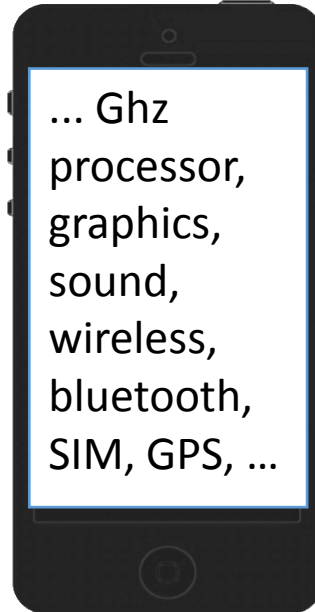 ... Ghz
processor,
graphics,
sound,
wireless,
bluetooth,
SIM, GPS, ...